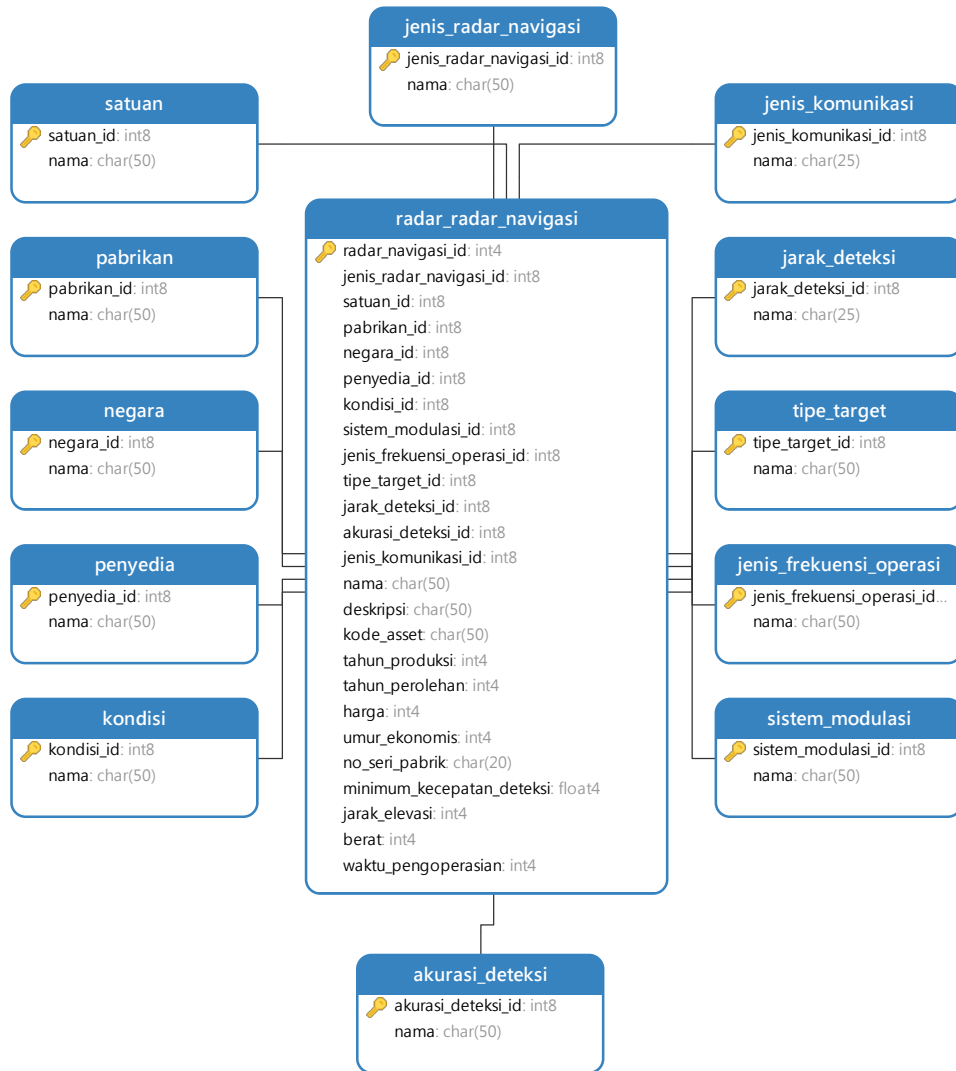 jenis_radar_navigasi
jenis_radar_navigasi_id: int8
nama: char(50)
satuan
satuan_id: int8
nama: char(50)
jenis_komunikasi
jenis_komunikasi_id: int8
nama: char(25)
radar_radar_navigasi
radar_navigasi_id: int4
jenis_radar_navigasi_id: int8
satuan_id: int8
pabrikan_id: int8
negara_id: int8
penyedia_id: int8
kondisi_id: int8
sistem_modulasi_id: int8
jenis_frekuensi_operasi_id: int8
tipe_target_id: int8
jarak_deteksi_id: int8
akurasi_deteksi_id: int8
jenis_komunikasi_id: int8
nama: char(50)
deskripsi: char(50)
kode_asset: char(50)
tahun_produksi: int4
tahun_perolehan: int4
harga: int4
umur_ekonomis: int4
no_seri_pabrik: char(20)
minimum_kecepatan_deteksi: float4
jarak_elevasi: int4
berat: int4
waktu_pengoperasian: int4
pabrikan
pabrikan_id: int8
nama: char(50)
jarak_deteksi
jarak_deteksi_id: int8
nama: char(25)
negara
negara_id: int8
nama: char(50)
tipe_target
tipe_target_id: int8
nama: char(50)
penyedia
penyedia_id: int8
nama: char(50)
jenis_frekuensi_operasi
jenis_frekuensi_operasi_id...
nama: char(50)
kondisi
kondisi_id: int8
nama: char(50)
sistem_modulasi
sistem_modulasi_id: int8
nama: char(50)
akurasi_deteksi
akurasi_deteksi_id: int8
nama: char(50)